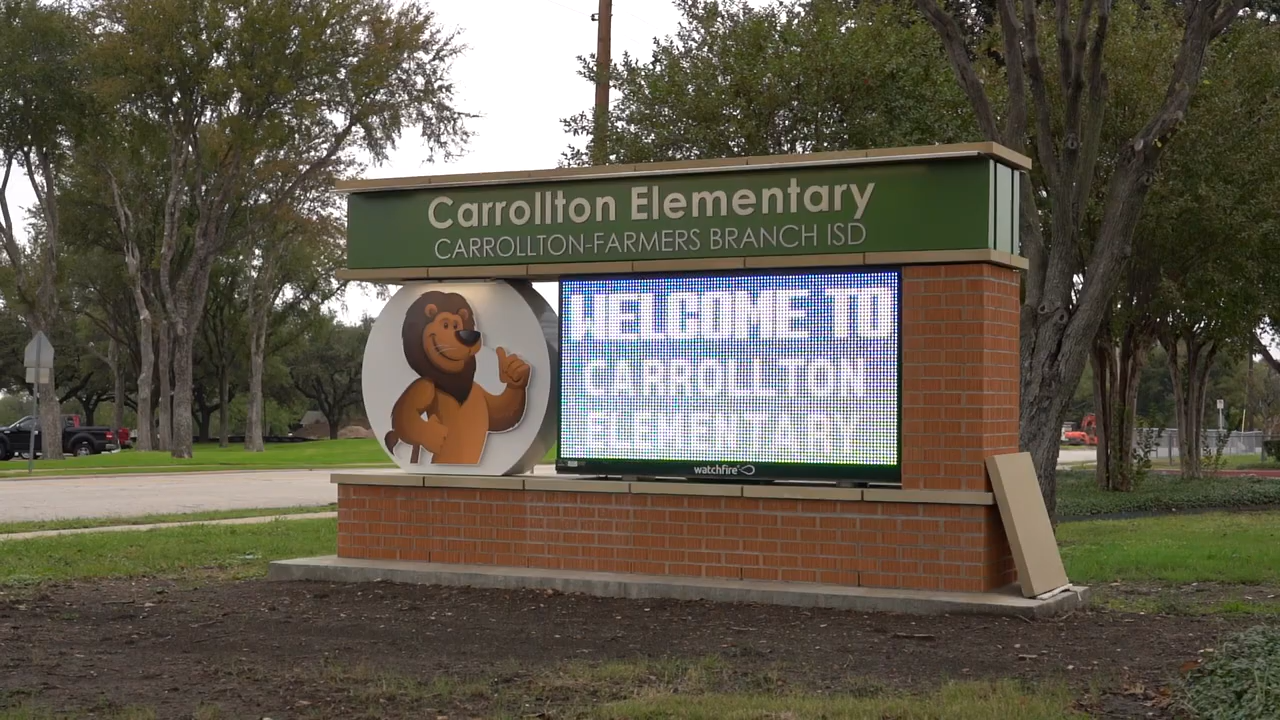 Carrollton Elementary
CARROLLTON-FARMERS BRANCH ISD
WELCOME TO
CARROLLTON
ELEMENTARY
watchfire